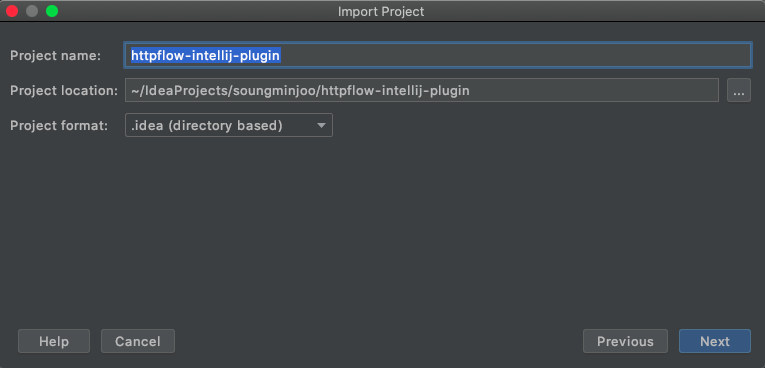 Import Project
Project name: httpflow-intellij-plugin
Project location: ~/IdeaProjects/soungminjoo/httpflow-intellij-plugin ...
Project format: .idea (directory based)
Help Cancel Previous Next